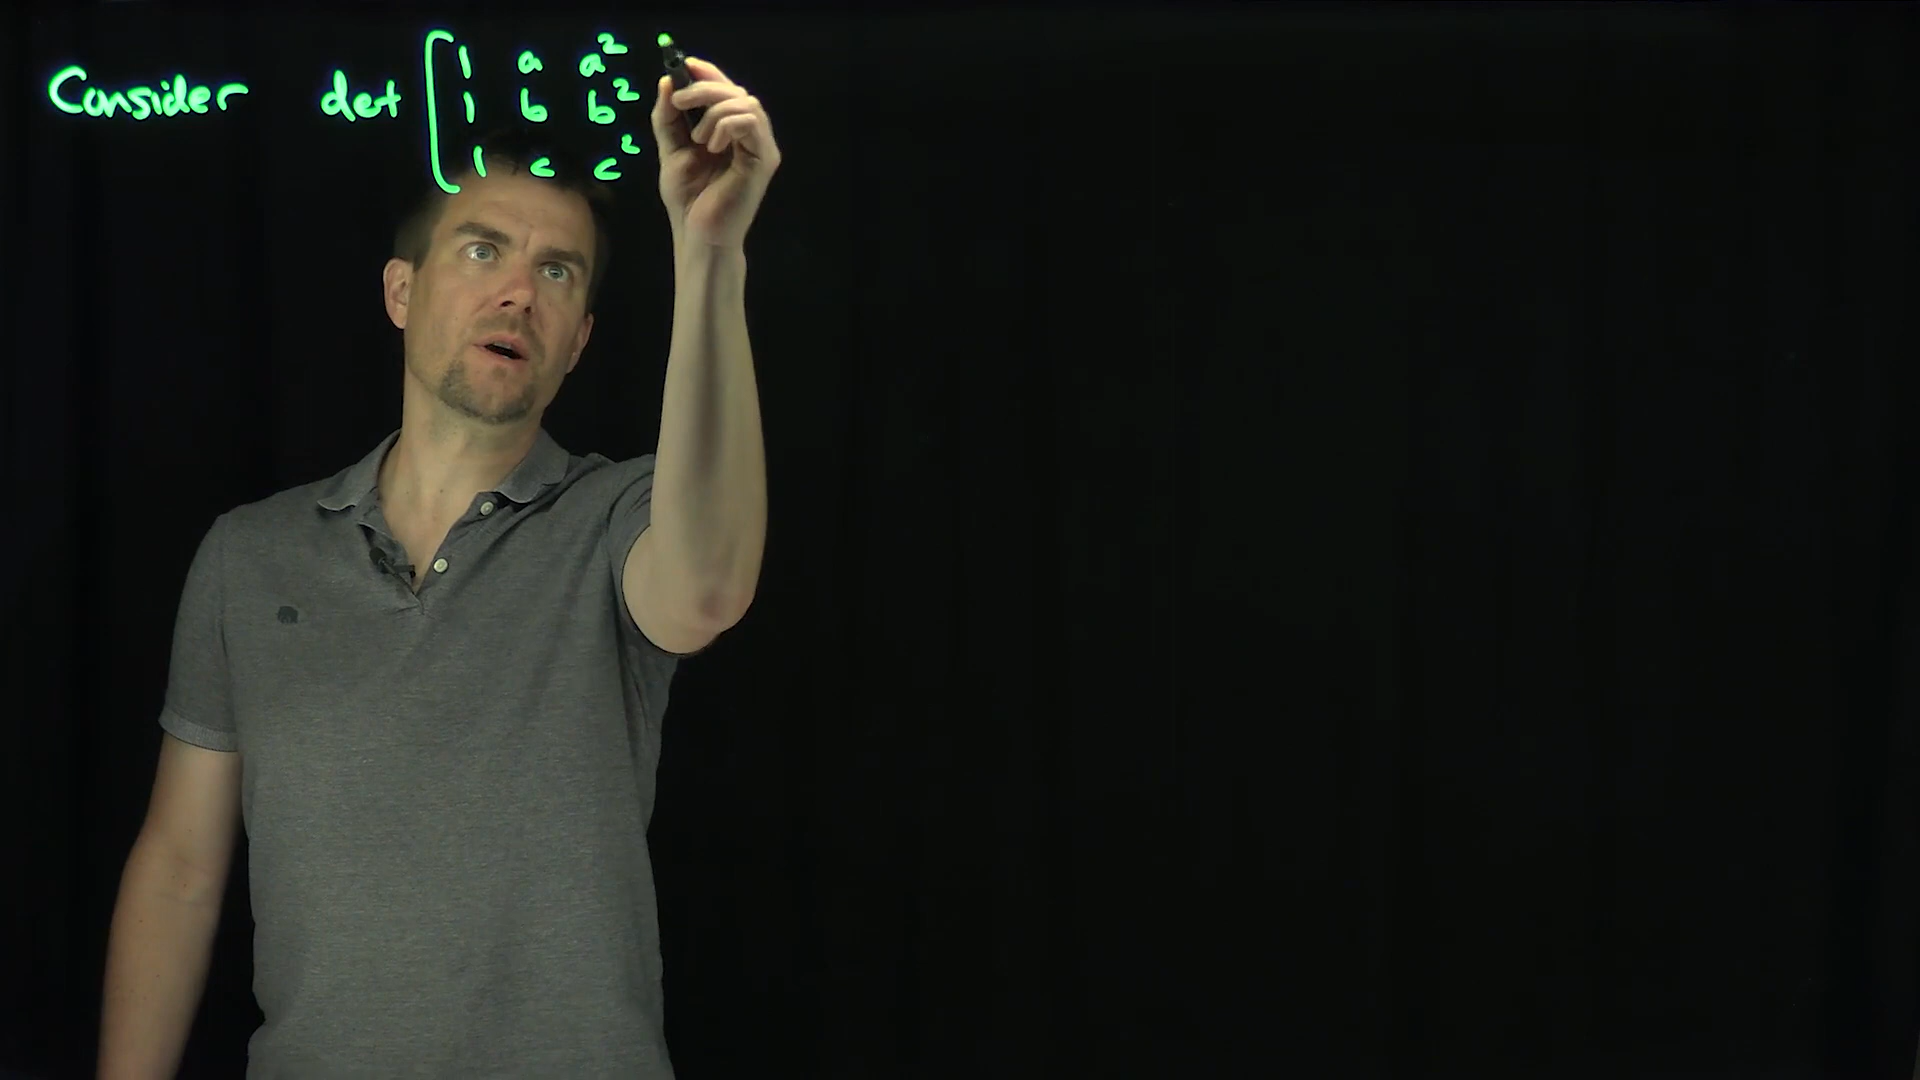 Consider det [ 1 a a²
1 b b²
1 c c²